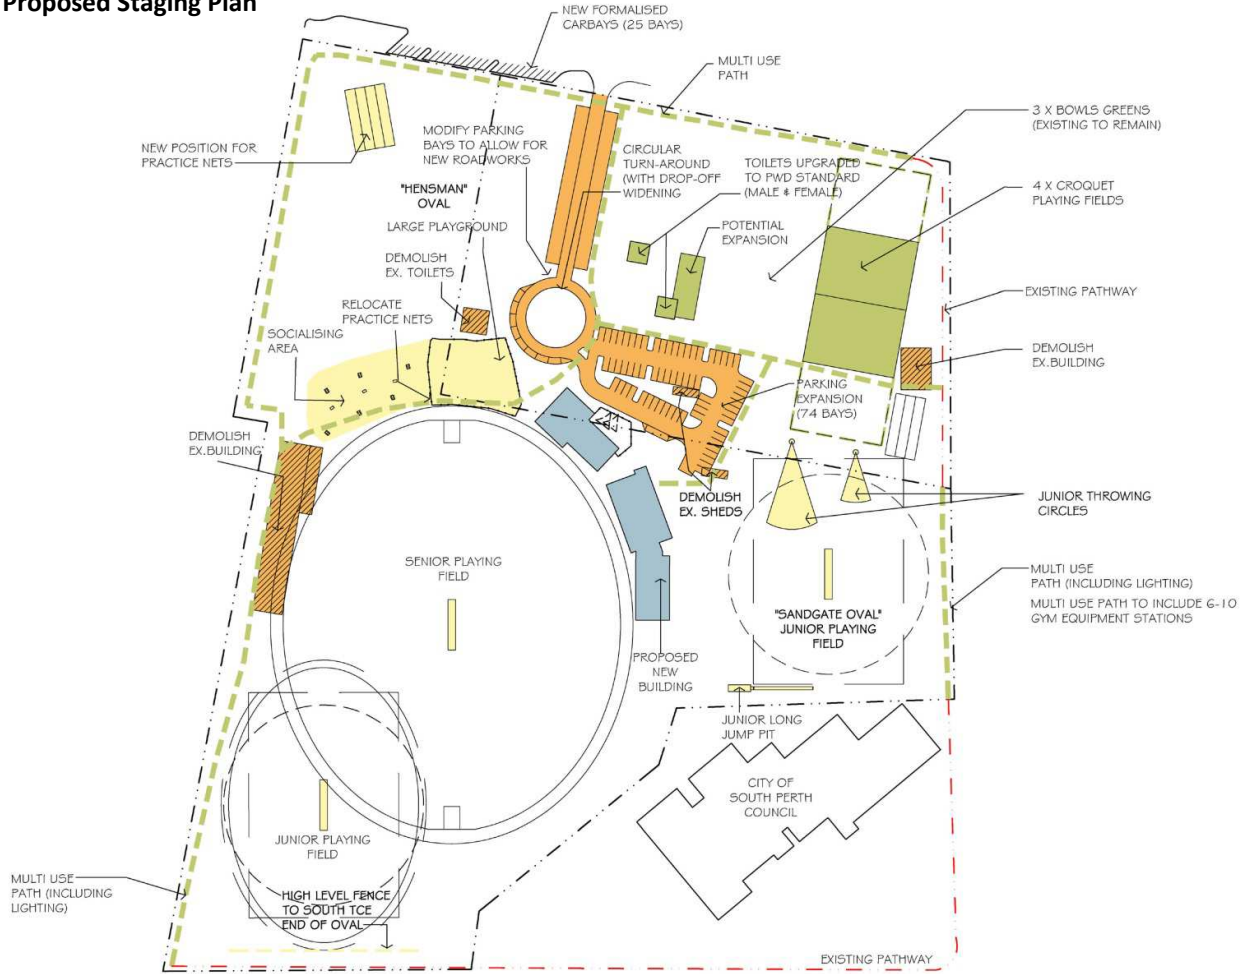 Proposed Staging Plan
NEW FORMALISED
CARBAYS (25 BAYS)
MULTI USE
PATH
3 X BOWLS GREENS
(EXISTING TO REMAIN)
NEW POSITION FOR
PRACTICE NETS
MODIFY PARKING
BAYS TO ALLOW FOR
NEW ROADWORKS
CIRCULAR
TURN-AROUND
(WITH DROP-OFF
WIDENING
TOILETS UPGRADED
TO PWD STANDARD
(MALE & FEMALE)
4 X CROQUET
PLAYING FIELDS
"HENSMAN"
OVAL
LARGE PLAYGROUND
POTENTIAL
EXPANSION
DEMOLISH
EX. TOILETS
RELOCATE
PRACTICE NETS
EXISTING PATHWAY
SOCIALISING
AREA
DEMOLISH
EX.BUILDING
PARKING
EXPANSION
(74 BAYS)
DEMOLISH
EX.BUILDING
DEMOLISH
EX. SHEDS
JUNIOR THROWING
CIRCLES
SENIOR PLAYING
FIELD
MULTI USE
PATH (INCLUDING LIGHTING)
MULTI USE PATH TO INCLUDE 6-10
GYM EQUIPMENT STATIONS
"SANDGATE OVAL"
JUNIOR PLAYING
FIELD
PROPOSED
NEW
BUILDING
JUNIOR LONG
JUMP PIT
CITY OF
SOUTH PERTH
COUNCIL
JUNIOR PLAYING
FIELD
MULTI USE
PATH (INCLUDING
LIGHTING)
HIGH LEVEL FENCE
TO SOUTH TCE
END OF OVAL
EXISTING PATHWAY